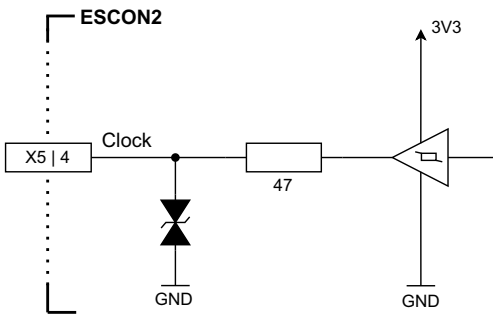 ESCON2
3V3
Clock
X5 | 4
47
GND
GND